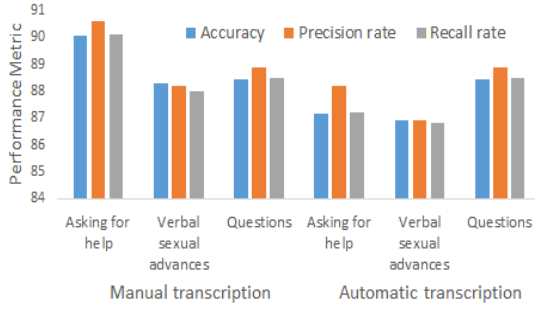 91
90
89
88
87
86
85
84
Performance Metric
Accuracy Precision rate Recall rate
Asking for help
Verbal sexual advances
Questions
Asking for help
Verbal sexual advances
Questions
Manual transcription
Automatic transcription